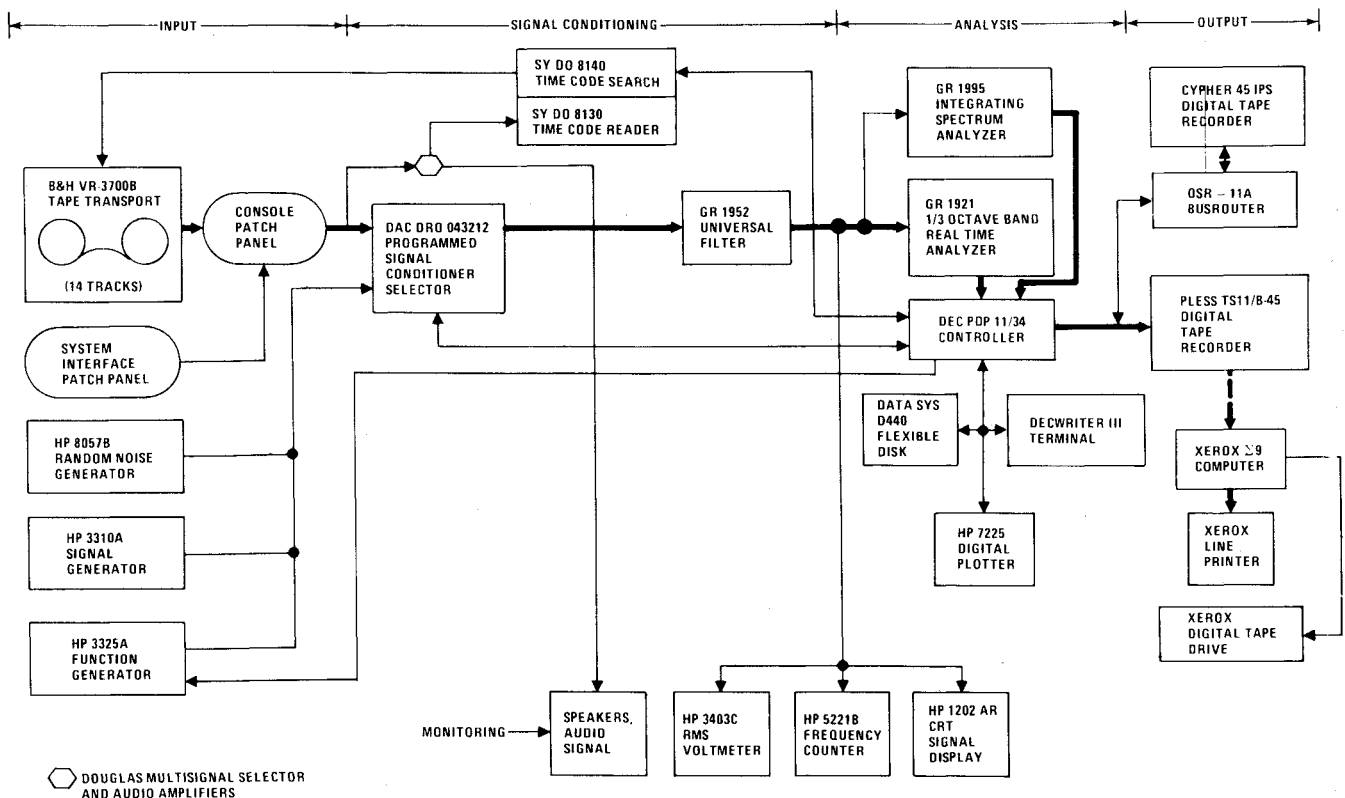 INPUT
SIGNAL CONDITIONING
ANALYSIS
OUTPUT
SY DO 8140
TIME CODE SEARCH
SY DO 8130
TIME CODE READER
GR 1995
INTEGRATING
SPECTRUM
ANALYZER
CYPHER 45 IPS
DIGITAL TAPE
RECORDER
B&H VR-3700B
TAPE TRANSPORT
(14 TRACKS)
CONSOLE
PATCH
PANEL
DAC DRO 043212
PROGRAMMED
SIGNAL
CONDITIONER
SELECTOR
GR 1952
UNIVERSAL
FILTER
GR 1921
1/3 OCTAVE BAND
REAL TIME
ANALYZER
OSR - 11A
BUSROUTER
DEC PDP 11/34
CONTROLLER
PLESS TS11/B-45
DIGITAL
TAPE
RECORDER
SYSTEM
INTERFACE
PATCH PANEL
HP 8057B
RANDOM NOISE
GENERATOR
DATA SYS
D440
FLEXIBLE
DISK
DECWRITER III
TERMINAL
XEROX Σ9
COMPUTER
HP 3310A
SIGNAL
GENERATOR
HP 7225
DIGITAL
PLOTTER
XEROX
LINE
PRINTER
HP 3325A
FUNCTION
GENERATOR
XEROX
DIGITAL TAPE
DRIVE
MONITORING
SPEAKERS,
AUDIO
SIGNAL
HP 3403C
RMS
VOLTMETER
HP 5221B
FREQUENCY
COUNTER
HP 1202 AR
CRT
SIGNAL
DISPLAY
DOUGLAS MULTISIGNAL SELECTOR
AND AUDIO AMPLIFIERS